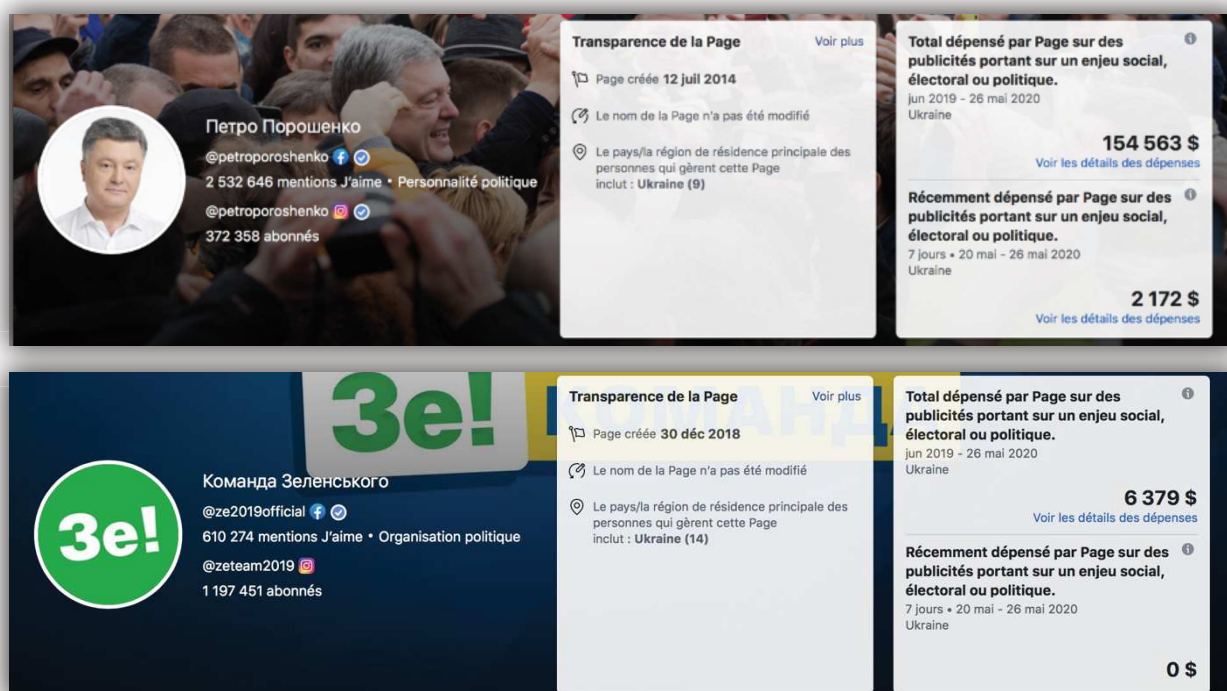 Петро Порошенко
@petroporoshenko
2 532 646 mentions J'aime • Personnalité politique
@petroporoshenko
372 358 abonnés
Transparence de la Page Voir plus
Page créée 12 juil 2014
Le nom de la Page n'a pas été modifié
Le pays/la région de résidence principale des
personnes qui gèrent cette Page
inclut : Ukraine (9)
Total dépensé par Page sur des
publicités portant sur un enjeu social,
électoral ou politique.
jun 2019 - 26 mai 2020
Ukraine
154 563 $
Voir les détails des dépenses
Récemment dépensé par Page sur des
publicités portant sur un enjeu social,
électoral ou politique.
7 jours • 20 mai - 26 mai 2020
Ukraine
2 172 $
Voir les détails des dépenses
Зе! КОМАНДА
Зе!
Команда Зеленського
@ze2019official
610 274 mentions J'aime • Organisation politique
@zeteam2019
1 197 451 abonnés
Transparence de la Page Voir plus
Page créée 30 déc 2018
Le nom de la Page n'a pas été modifié
Le pays/la région de résidence principale des
personnes qui gèrent cette Page
inclut : Ukraine (14)
Total dépensé par Page sur des
publicités portant sur un enjeu social,
électoral ou politique.
jun 2019 - 26 mai 2020
Ukraine
6 379 $
Voir les détails des dépenses
Récemment dépensé par Page sur des
publicités portant sur un enjeu social,
électoral ou politique.
7 jours • 20 mai - 26 mai 2020
Ukraine
0 $